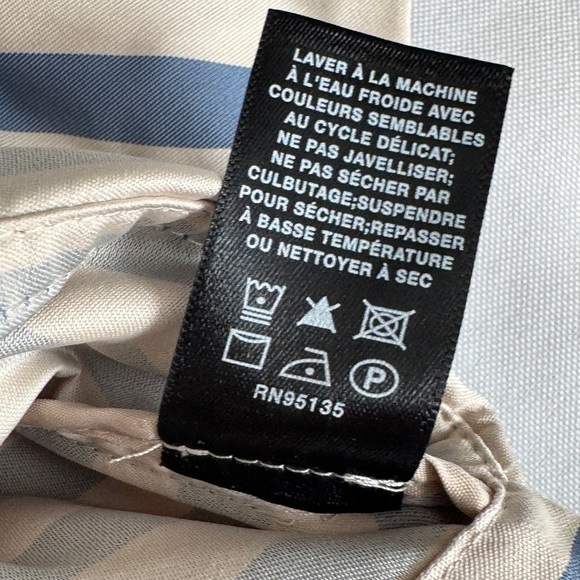 LAVER À LA MACHINE
À L'EAU FROIDE AVEC
COULEURS SEMBLABLES
AU CYCLE DÉLICAT;
NE PAS JAVELLISER;
NE PAS SÉCHER PAR
CULBUTAGE;SUSPENDRE
POUR SÉCHER;REPASSER
À BASSE TEMPÉRATURE
OU NETTOYER À SEC
P
RN95135